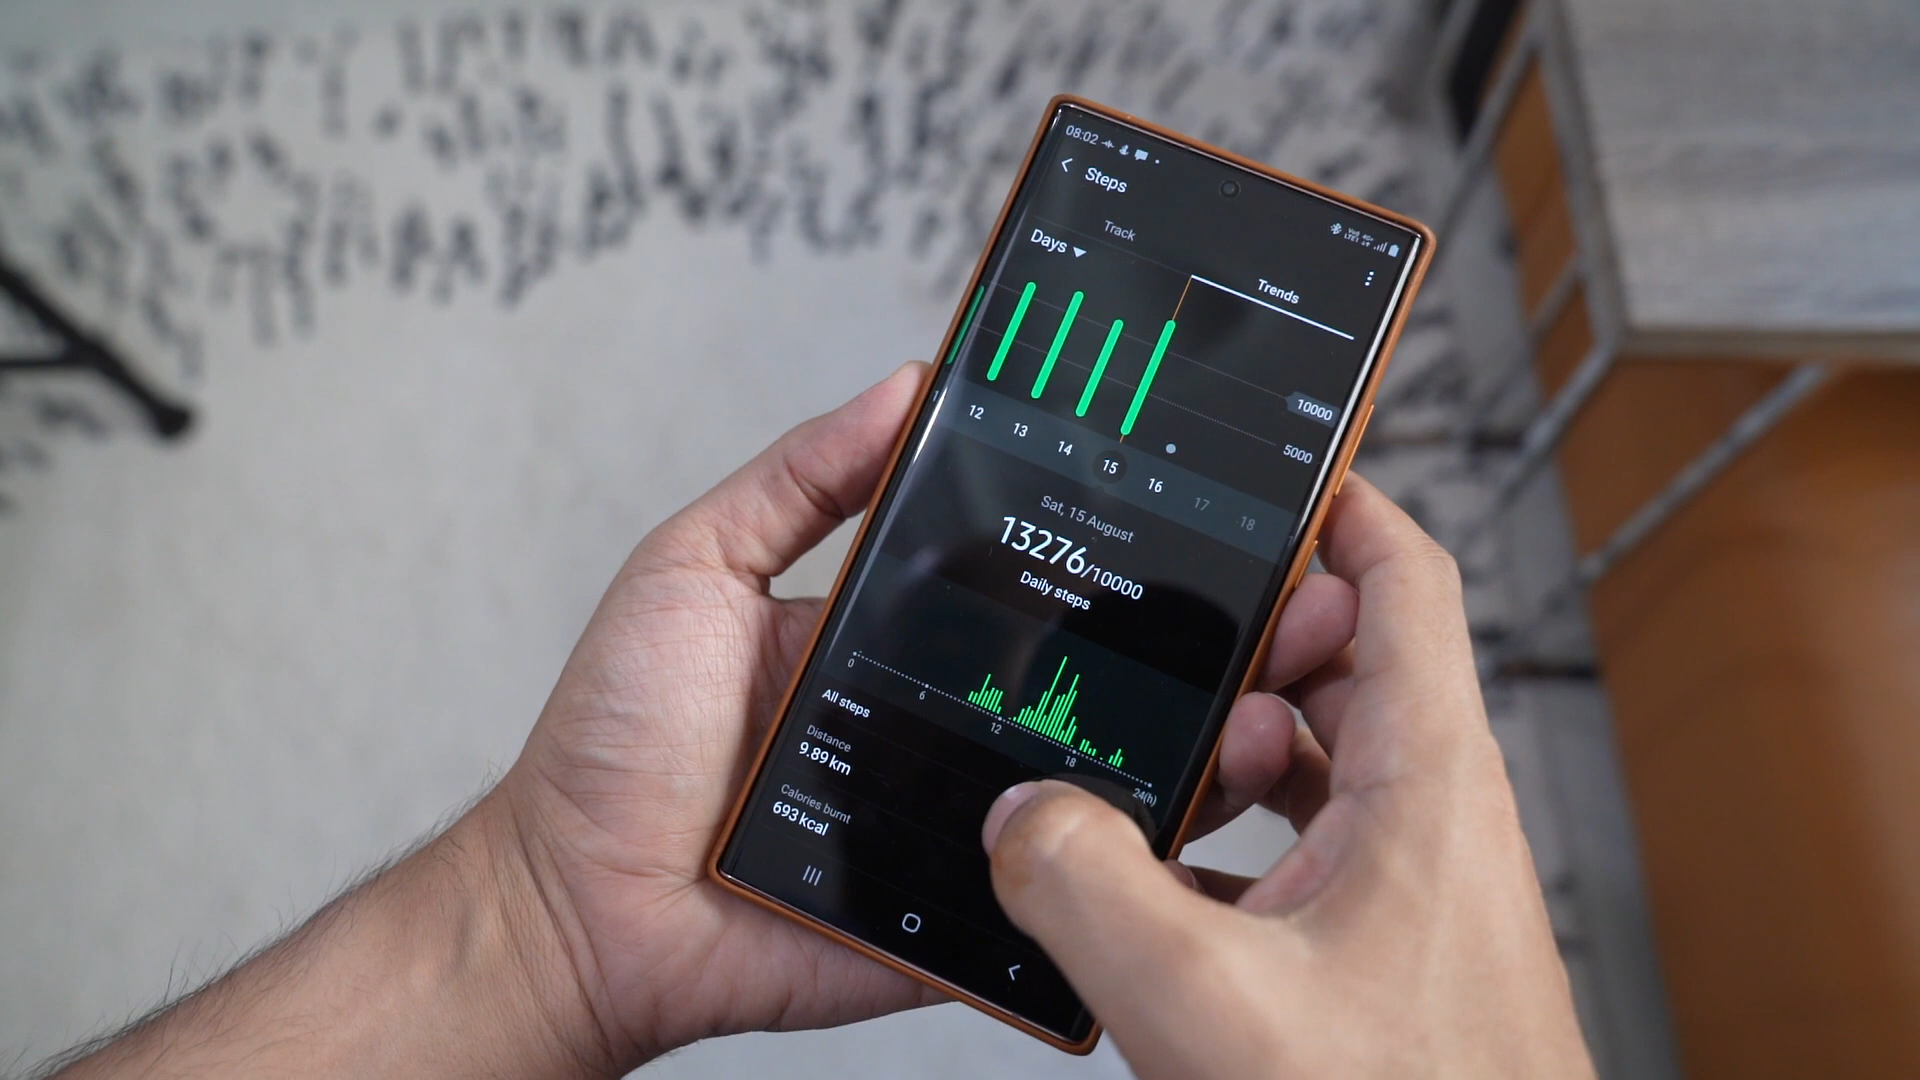 08:02
Steps
Track
Trends
Days
10000
5000
12 13 14 15 16 17 18
Sat, 15 August
13276/10000
Daily steps
0 6 12 18 24(h)
All steps
Distance
9.89 km
Calories burnt
693 kcal